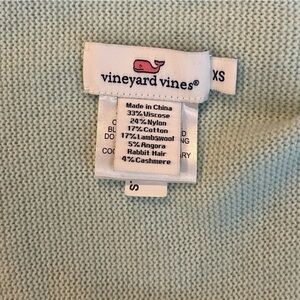 vineyard vines®
XS
Made in China
33% Viscose
24% Nylon
17% Cotton
17% Lambswool
5% Angora
Rabbit Hair
4% Cashmere